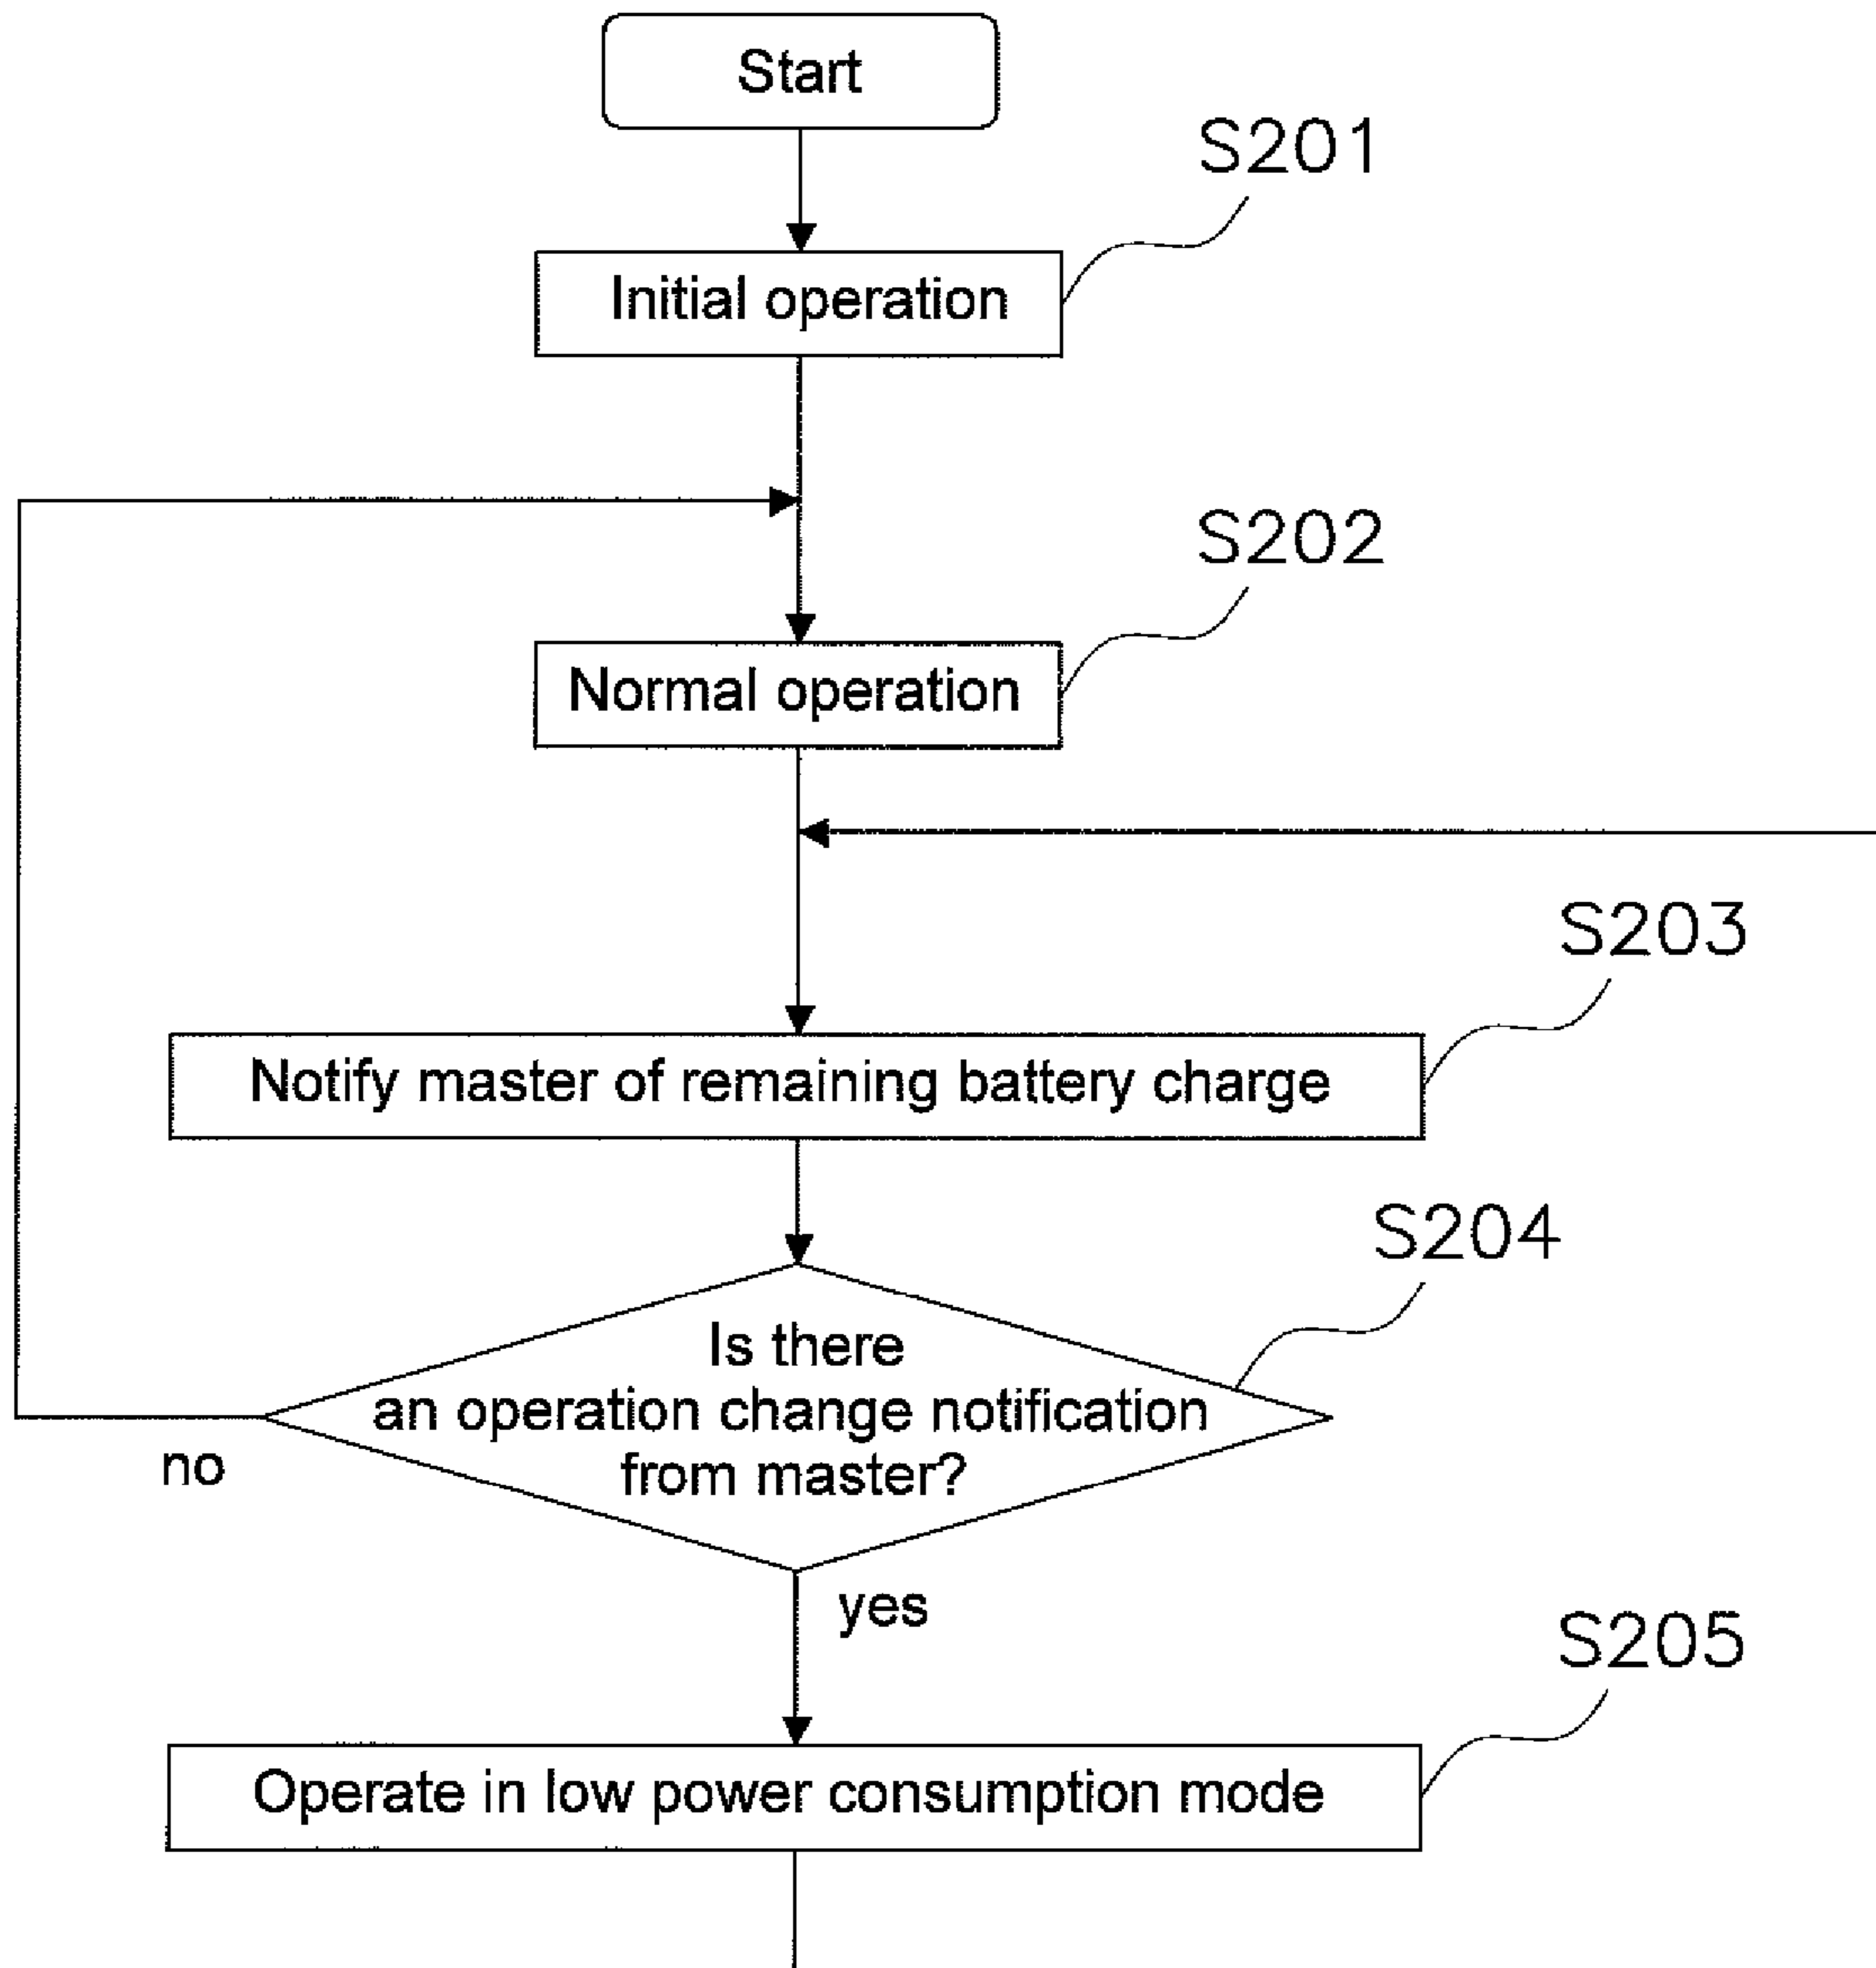 Start
S201
Initial operation
S202
Normal operation
S203
Notify master of remaining battery charge
S204
Is there
an operation change notification
from master?
no
yes
S205
Operate in low power consumption mode